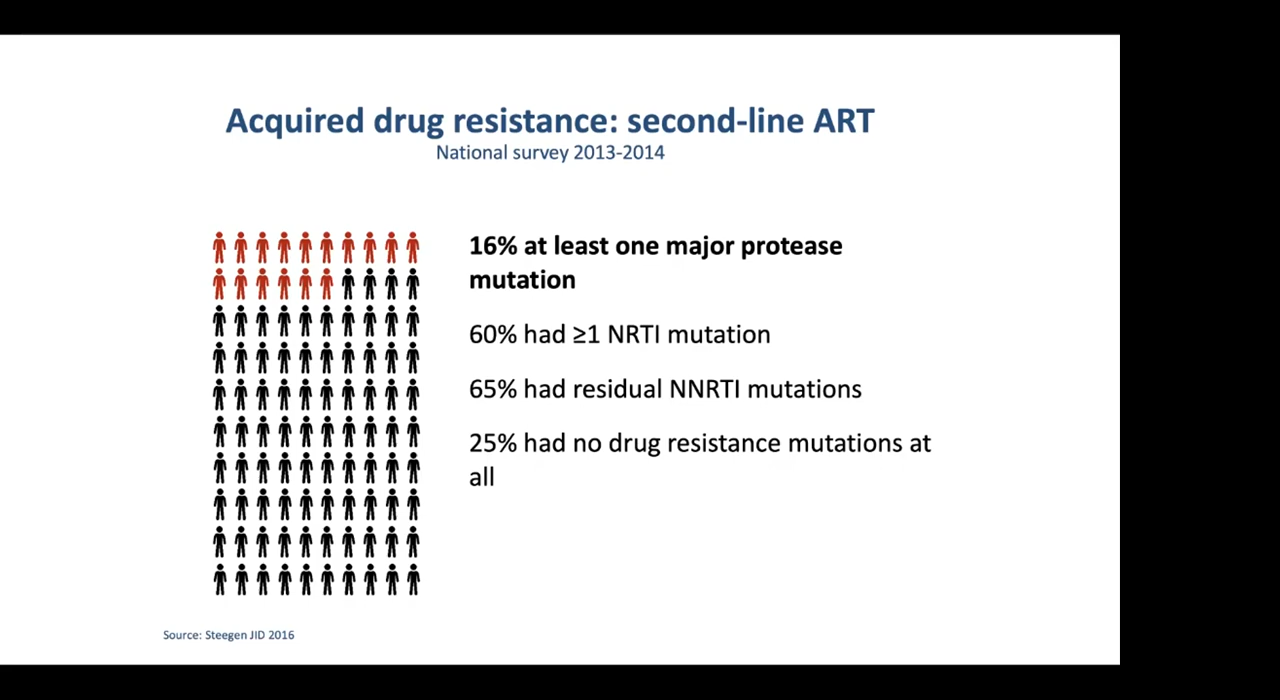 Acquired drug resistance: second-line ART
National survey 2013-2014
16% at least one major protease
mutation
60% had ≥1 NRTI mutation
65% had residual NNRTI mutations
25% had no drug resistance mutations at
all
Source: Steegen JID 2016